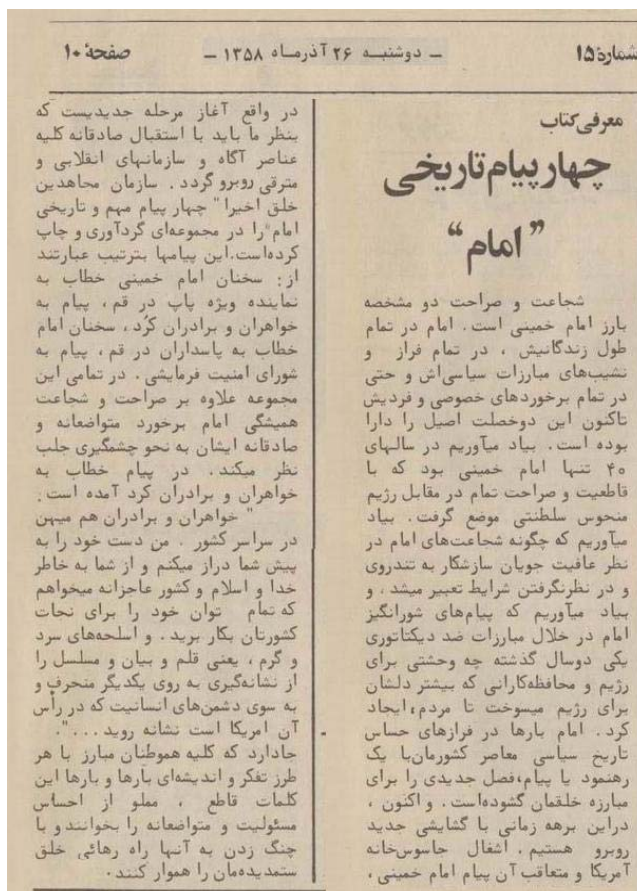 شمارهٔ ۱۵
ـ دوشنبه ۲۶ آذرماه ۱۳۵۸ ـ
صفحهٔ ۱۰
معرفی کتاب
چهار پیام تاریخی
"امام"
شجاعت و صراحت دو مشخصه
بارز امام خمینی است. امام در تمام
طول زندگانیش ، در تمام فراز و
نشیب‌های مبارزات سیاسی‌اش و حتی
در تمام برخوردهای خصوصی و فردیش
تاکنون این دوخصلت اصیل را دارا
بوده است. بیاد میآوریم در سالهای
۴۰ تنها امام خمینی بود که با
قاطعیت و صراحت تمام در مقابل رژیم
منحوس سلطنتی موضع گرفت. بیاد
میآوریم که چگونه شجاعت‌های امام در
نظر عافیت جویان سازشکار به تندروی
و در نظرنگرفتن شرایط تعبیر میشد. و
بیاد میآوریم که پیام‌های شورانگیز
امام در خلال مبارزات ضد دیکتاتوری
یکی دوسال گذشته چه وحشتی برای
رژیم و محافظه‌کارانی که بیشتر دلشان
برای رژیم میسوخت تا مردم، ایجاد
کرد. امام بارها در فرازهای حساس
تاریخ سیاسی معاصر کشورمان‌با یک
رهنمود یا پیام،فصل جدیدی را برای
مبارزه خلقمان گشوده‌است. و اکنون ،
دراین برهه زمانی با گشایشی جدید
روبرو هستیم. اشغال جاسوس‌خانه
آمریکا و متعاقب آن پیام امام خمینی،
در واقع آغاز مرحله جدیدیست که
بنظر ما باید با استقبال صادقانه کلیه
عناصر آگاه و سازمانهای انقلابی و
مترقی روبرو گردد. سازمان مجاهدین
خلق اخیرا" چهار پیام مهم و تاریخی
امام"را در مجموعه‌ای گردآوری و چاپ
کرده‌است.این پیامها بترتیب عبارتند
از: سخنان امام خمینی خطاب به
نماینده ویژه پاپ در قم ، پیام به
خواهران و برادران کرُد، سخنان امام
خطاب به پاسداران در قم، پیام به
شورای امنیت فرمایشی. در تمامی این
مجموعه علاوه بر صراحت و شجاعت
همیشگی امام برخورد متواضعانه و
صادقانه ایشان به نحو چشمگیری جلب
نظر میکند. در پیام خطاب به
خواهران و برادران کرد آمده است:
" خواهران و برادران هم میهن
در سراسر کشور. من دست خود را به
پیش شما دراز میکنم و از شما به خاطر
خدا و اسلام و کشور عاجزانه میخواهم
که تمام توان خود را برای نجات
کشورتان بکار برید. و اسلحه‌های سرد
و گرم، یعنی قلم و بیان و مسلسل را
از نشانه‌گیری به روی یکدیگر منحرف و
به سوی دشمن‌های انسانیت که در رأس
آن امریکا است نشانه روید...".
جادارد که کلیه هموطنان مبارز با هر
طرز تفکر و اندیشه‌ای بارها و بارها این
کلمات قاطع ، مملو از احساس
مسئولیت و متواضعانه را بخوانند و با
چنگ زدن به آنها راه رهائی خلق
ستمدیده‌مان را هموار کنند.